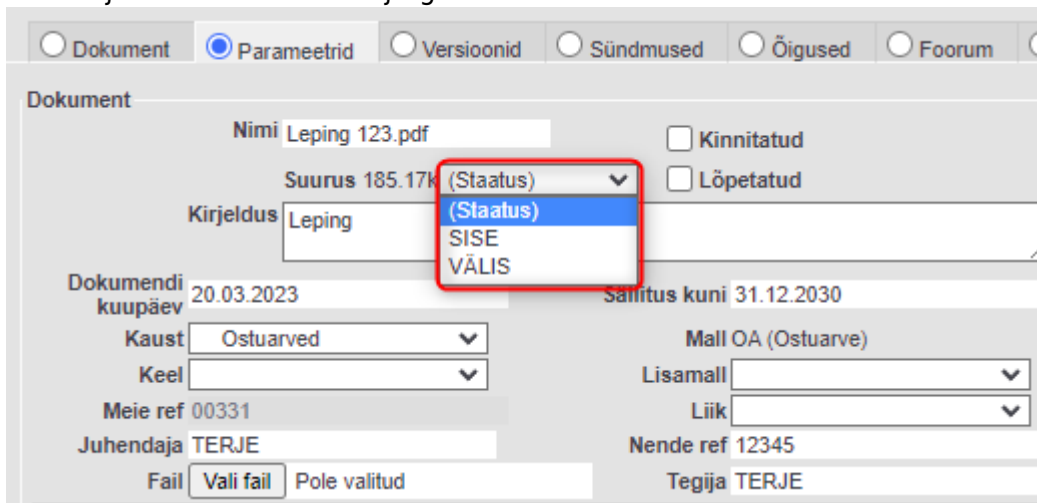 Dokument Parameetrid Versioonid Sündmused Õigused Foorum
Dokument
Nimi Leping 123.pdf Kinnitatud
Suurus 185.17k (Staatus) Lõpetatud
(Staatus)
Kirjeldus Leping
SISE
VÄLIS
Dokumendi kuupäev 20.03.2023 Säilitus kuni 31.12.2030
Kaust Ostuarved Mall OA (Ostuarve)
Keel Lisamall
Meie ref 00331 Liik
Juhendaja TERJE Nende ref 12345
Fail Vali fail Pole valitud Tegija TERJE